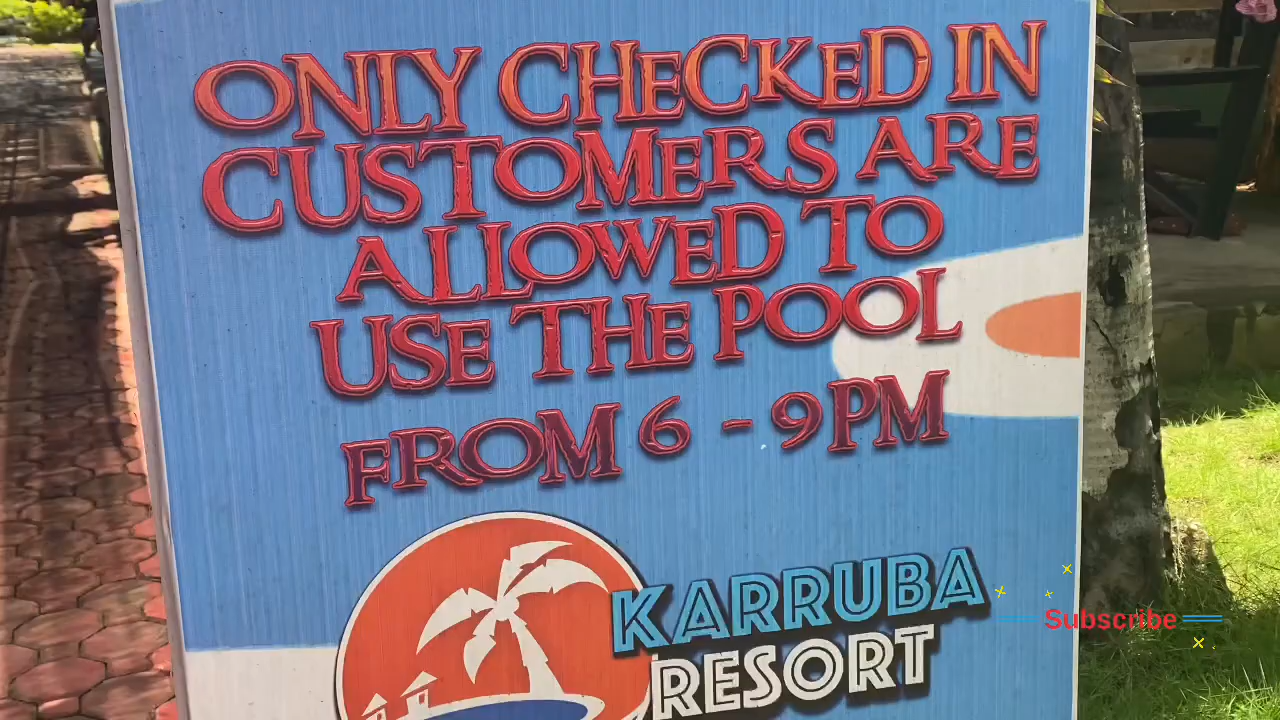 ONLY CHECKED IN
CUSTOMERS ARE
ALLOWED TO
USE THE POOL
FROM 6 - 9PM
KARRUBA
RESORT
Subscribe